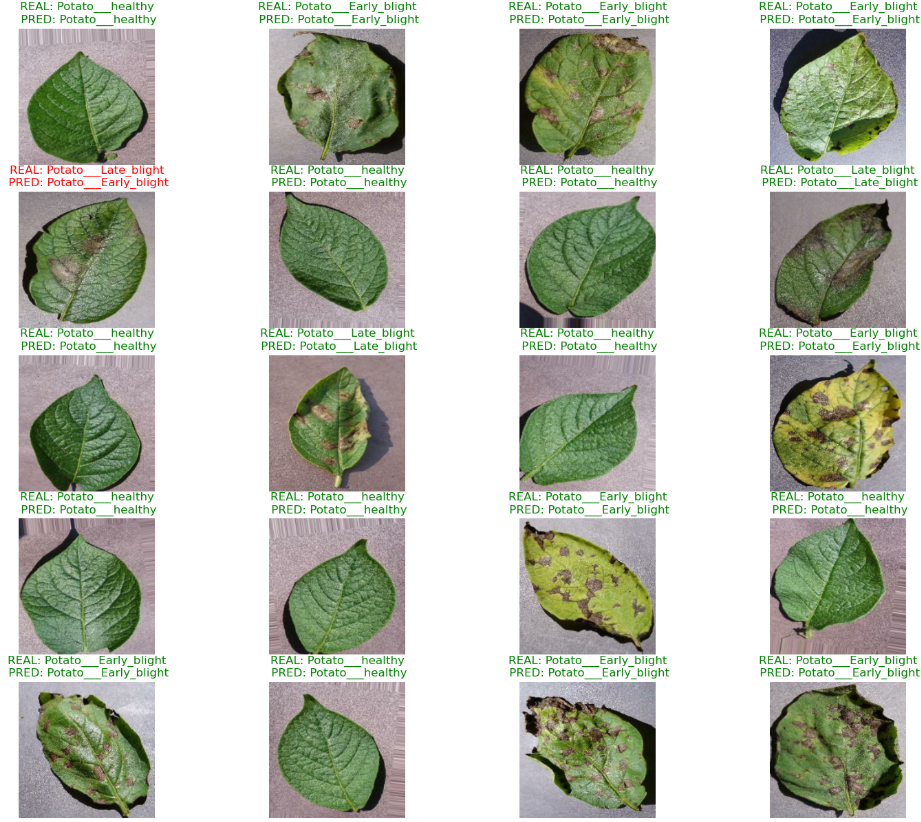 REAL: Potato___healthy
PRED: Potato___healthy
REAL: Potato___Early_blight
PRED: Potato___Early_blight
REAL: Potato___Early_blight
PRED: Potato___Early_blight
REAL: Potato___Early_blight
PRED: Potato___Early_blight
REAL: Potato___Late_blight
PRED: Potato___Early_blight
REAL: Potato___healthy
PRED: Potato___healthy
REAL: Potato___healthy
PRED: Potato___healthy
REAL: Potato___Late_blight
PRED: Potato___Late_blight
REAL: Potato___healthy
PRED: Potato___healthy
REAL: Potato___Late_blight
PRED: Potato___Late_blight
REAL: Potato___healthy
PRED: Potato___healthy
REAL: Potato___Early_blight
PRED: Potato___Early_blight
REAL: Potato___healthy
PRED: Potato___healthy
REAL: Potato___healthy
PRED: Potato___healthy
REAL: Potato___Early_blight
PRED: Potato___Early_blight
REAL: Potato___healthy
PRED: Potato___healthy
REAL: Potato___Early_blight
PRED: Potato___Early_blight
REAL: Potato___healthy
PRED: Potato___healthy
REAL: Potato___Early_blight
PRED: Potato___Early_blight
REAL: Potato___Early_blight
PRED: Potato___Early_blight